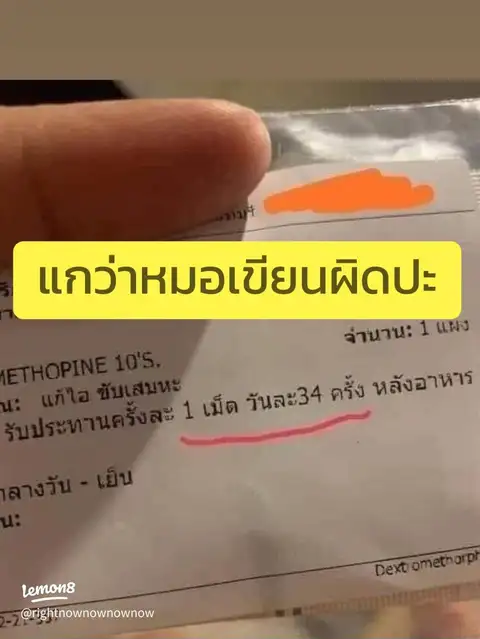 แกว่าหมอเขียนผิดปะ
จำนวน: 1 แผง
METHOPINE 10'S.
แก้ไอ ขับเสมหะ
รับประทานครั้งละ 1 เม็ด วันละ34 ครั้ง หลังอาหาร
กลางวัน - เย็บ
Dextromethorph
lemon8
@rightnownownownow